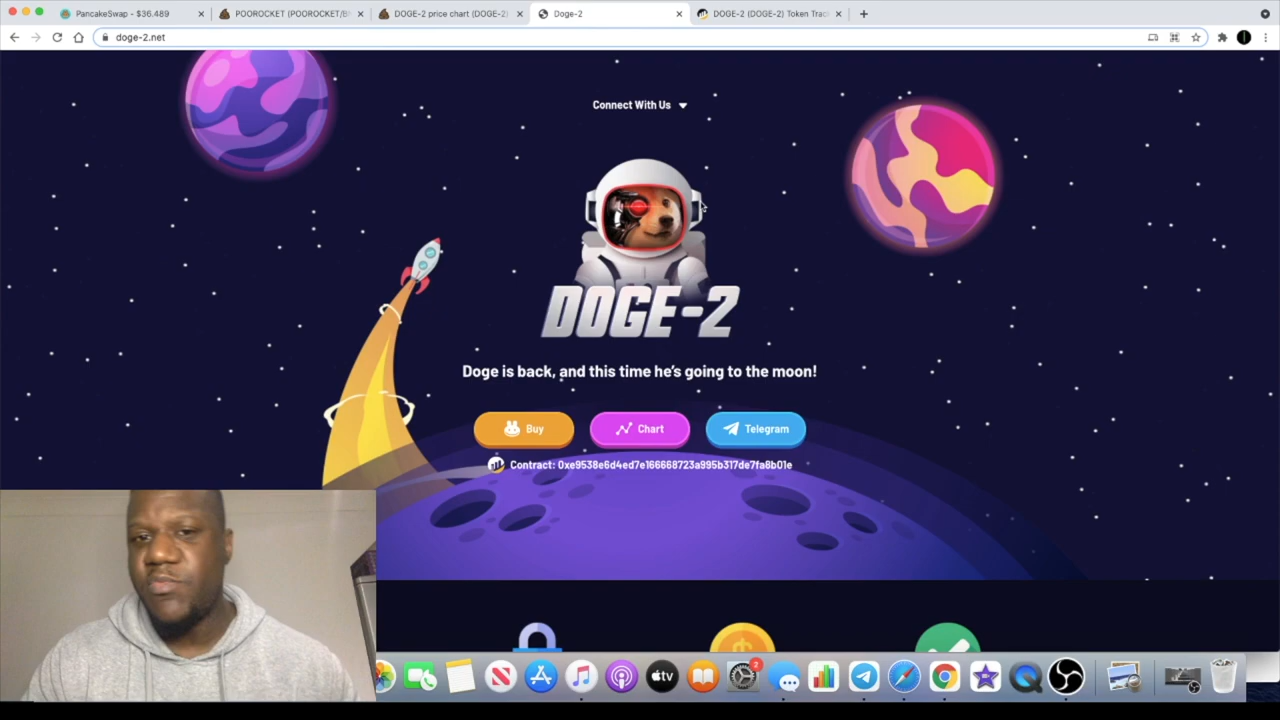 PancakeSwap - $36.489
POOROCKET (POOROCKET/B
DOGE-2 price chart (DOGE-2)
Doge-2
DOGE-2 (DOGE-2) Token Trac
doge-2.net
Connect With Us
DOGE-2
Doge is back, and this time he's going to the moon!
Buy
Chart
Telegram
Contract: 0xe9538e6d4ed7e166668723a995b317de7fa8b01e
tv
2